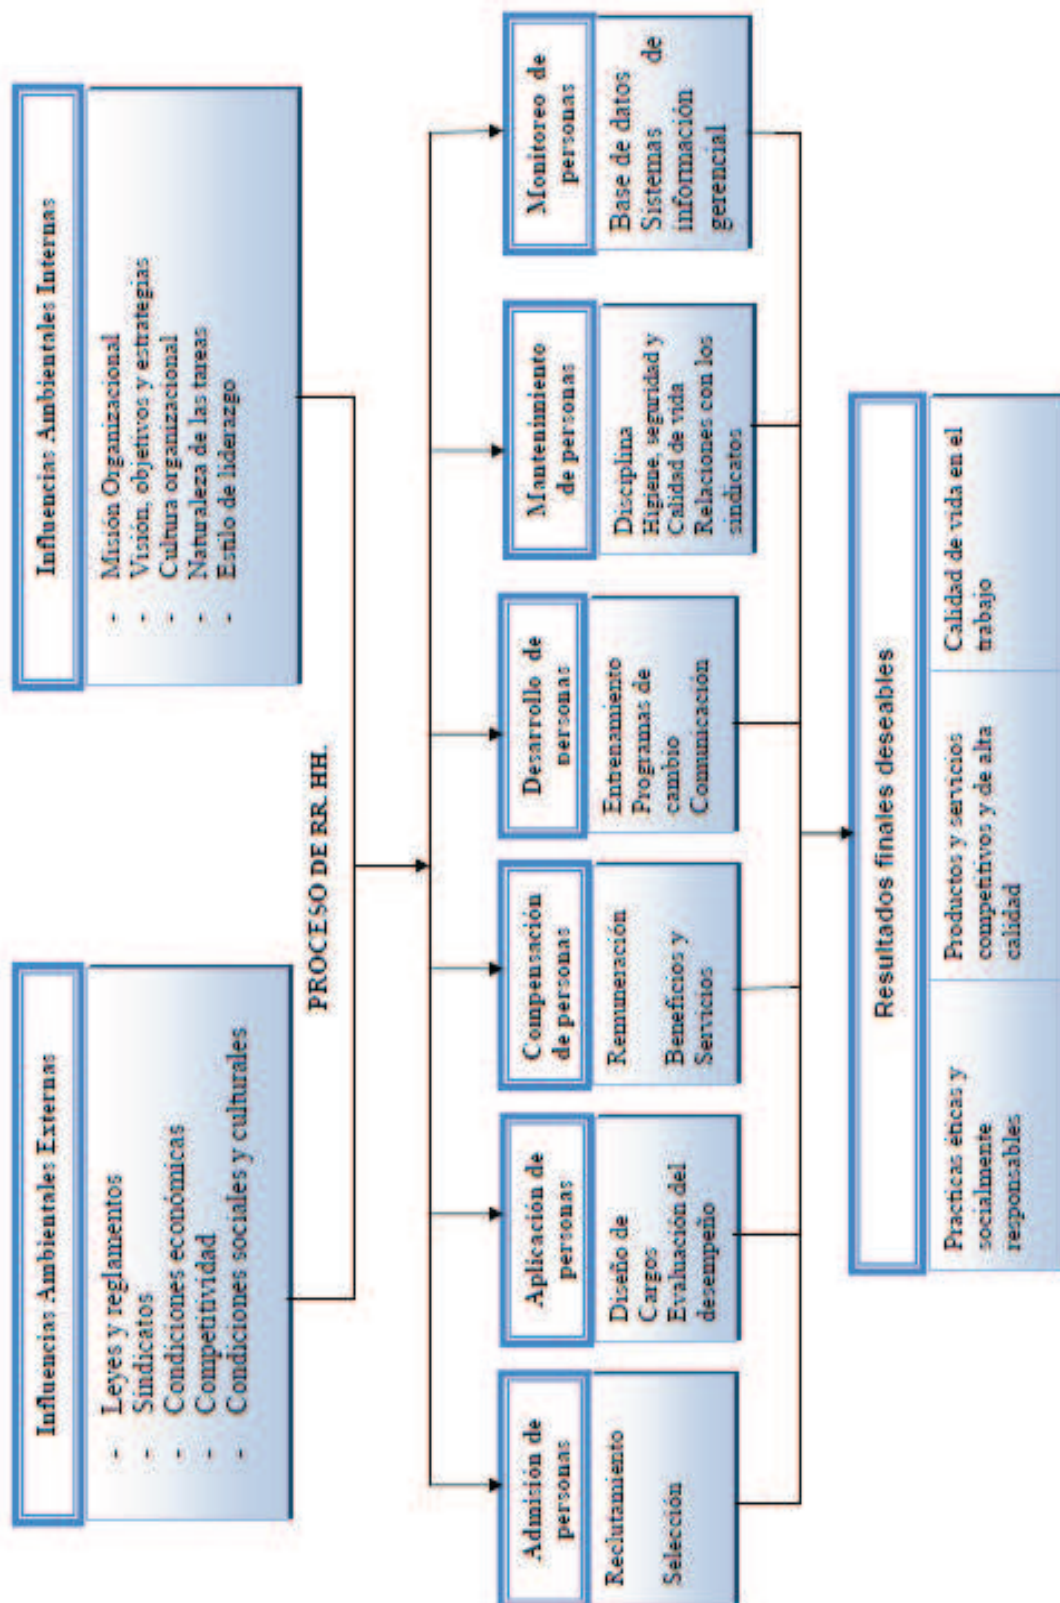 Influencias Ambientales Externas
- Leyes y reglamentos
- Sindicatos
- Condiciones económicas
- Competitividad
- Condiciones sociales y culturales
Influencias Ambientales Internas
- Misión Organizacional
- Visión, objetivos y estrategias
- Cultura organizacional
- Naturaleza de las tareas
- Estilo de liderazgo
PROCESO DE RR. HH.
Admisión de
personas
Reclutamiento
Selección
Aplicación de
personas
Diseño de
Cargos
Evaluación del
desempeño
Compensación
de personas
Remuneración
Beneficios y
Servicios
Desarrollo de
personas
Entrenamiento
Programas de
cambio
Comunicación
Mantenimiento
de personas
Disciplina
Higiene, seguridad y
Calidad de vida
Relaciones con los
sindicatos
Monitoreo de
personas
Base de datos
Sistemas de
información
gerencial
Resultados finales deseables
Practicas éticas y
socialmente
responsables
Productos y servicios
competitivos y de alta
calidad
Calidad de vida en el
trabajo